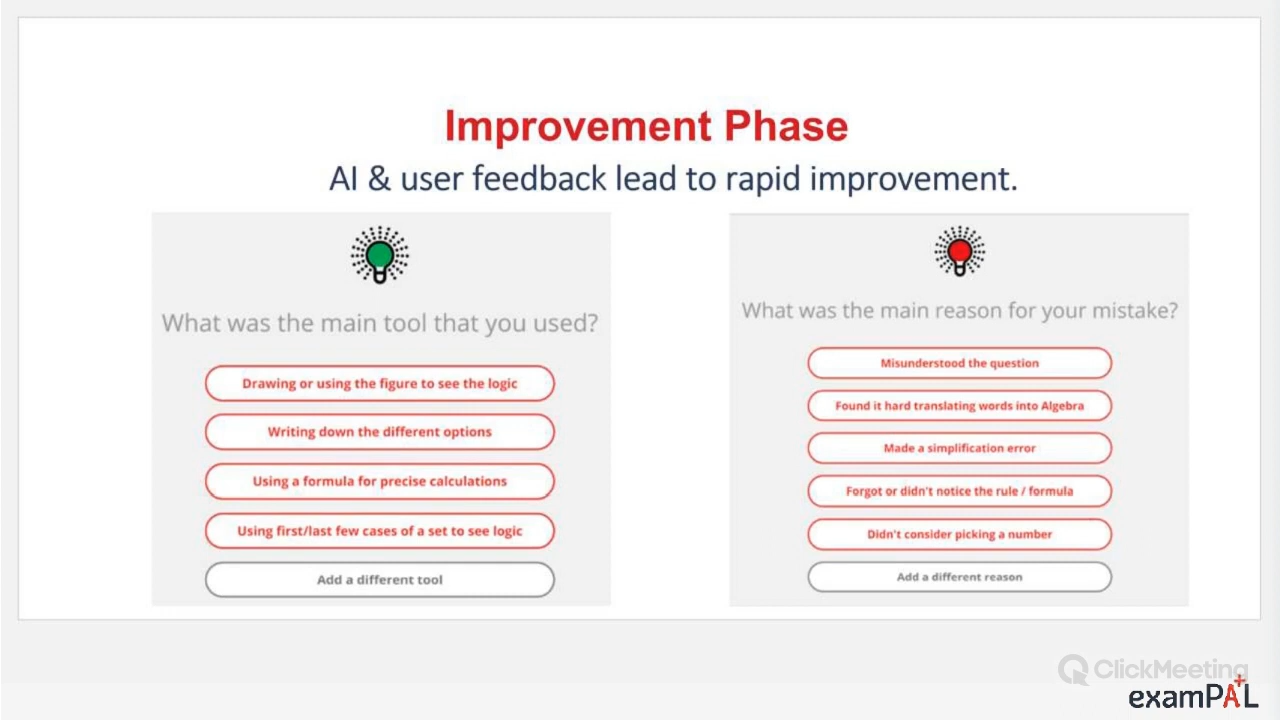 Improvement Phase
AI & user feedback lead to rapid improvement.
What was the main tool that you used?
Drawing or using the figure to see the logic
Writing down the different options
Using a formula for precise calculations
Using first/last few cases of a set to see logic
Add a different tool
What was the main reason for your mistake?
Misunderstood the question
Found it hard translating words into Algebra
Made a simplification error
Forgot or didn't notice the rule / formula
Didn't consider picking a number
Add a different reason
ClickMeeting
examPAL